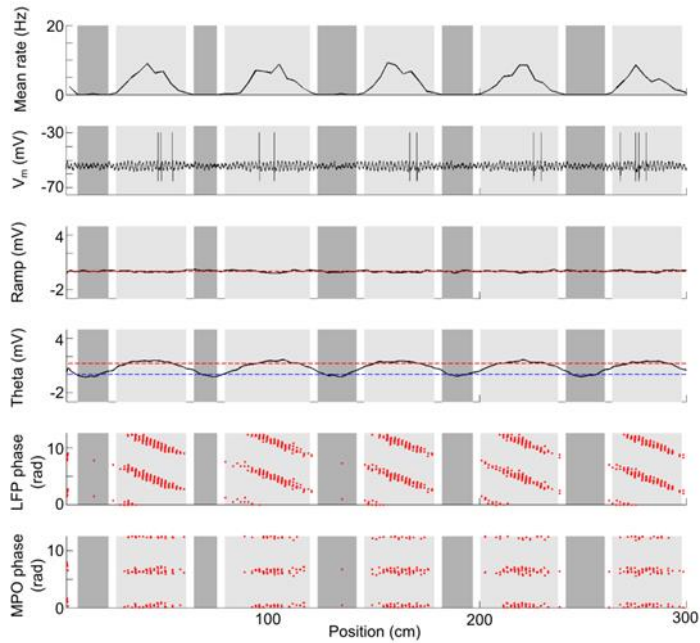 20
Mean rate (Hz)
0
-30
Vm (mV)
-70
4
Ramp (mV)
-2
4
Theta (mV)
-2
10
LFP phase
(rad)
0
10
MPO phase
(rad)
0
100
200
300
Position (cm)